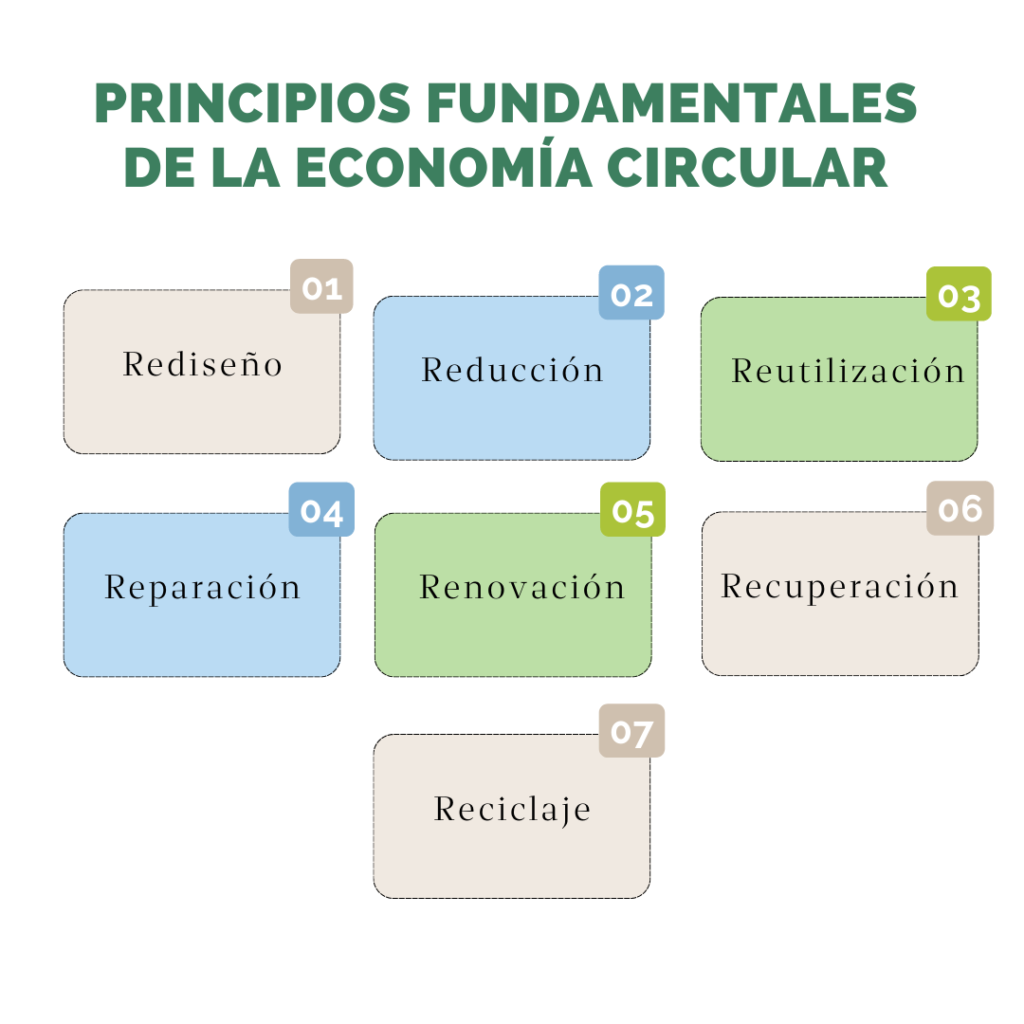 PRINCIPIOS FUNDAMENTALES
DE LA ECONOMÍA CIRCULAR
01
Rediseño
02
Reducción
03
Reutilización
04
Reparación
05
Renovación
06
Recuperación
07
Reciclaje